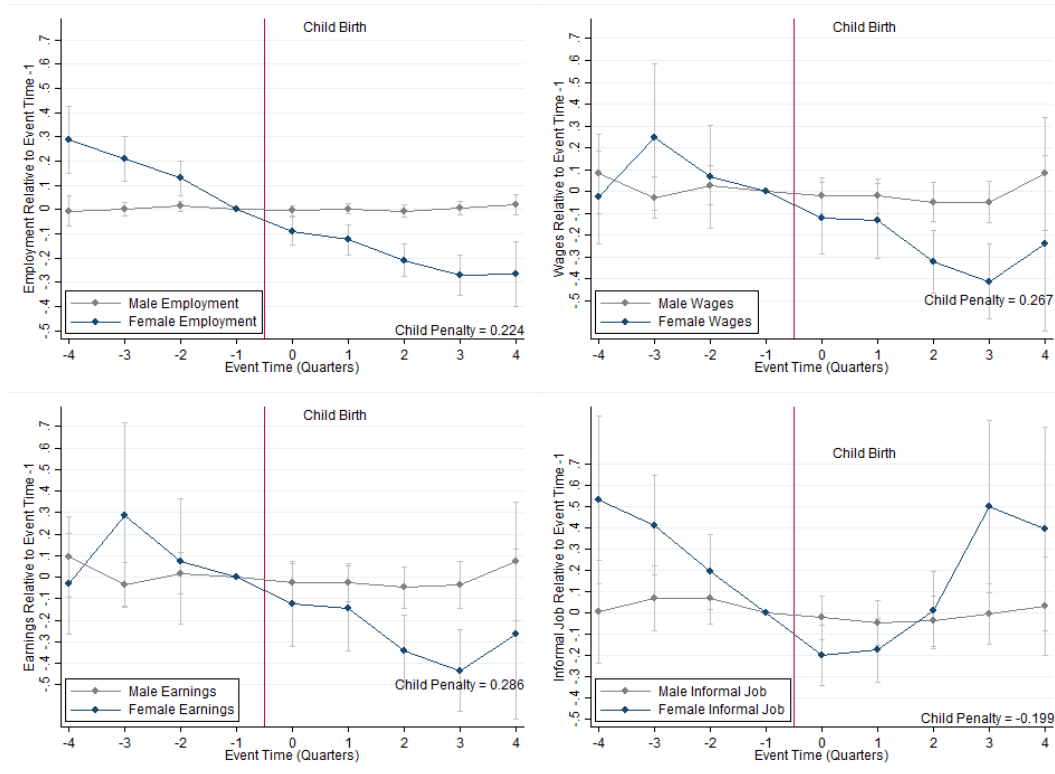 Child Birth
Employment Relative to Event Time -1
.7
.6
.5
.4
.3
.2
.1
0
-.1
-.2
-.3
-.4
-.5
Male Employment
Female Employment
Child Penalty = 0.224
-4 -3 -2 -1 0 1 2 3 4
Event Time (Quarters)
Child Birth
Wages Relative to Event Time -1
.7
.6
.5
.4
.3
.2
.1
0
-.1
-.2
-.3
-.4
-.5
Male Wages
Female Wages
Child Penalty = 0.267
-4 -3 -2 -1 0 1 2 3 4
Event Time (Quarters)
Child Birth
Earnings Relative to Event Time -1
.7
.6
.5
.4
.3
.2
.1
0
-.1
-.2
-.3
-.4
-.5
Male Earnings
Female Earnings
Child Penalty = 0.286
-4 -3 -2 -1 0 1 2 3 4
Event Time (Quarters)
Child Birth
Informal Job Relative to Event Time -1
.7
.6
.5
.4
.3
.2
.1
0
-.1
-.2
-.3
-.4
-.5
Male Informal Job
Female Informal Job
Child Penalty = -0.199
-4 -3 -2 -1 0 1 2 3 4
Event Time (Quarters)